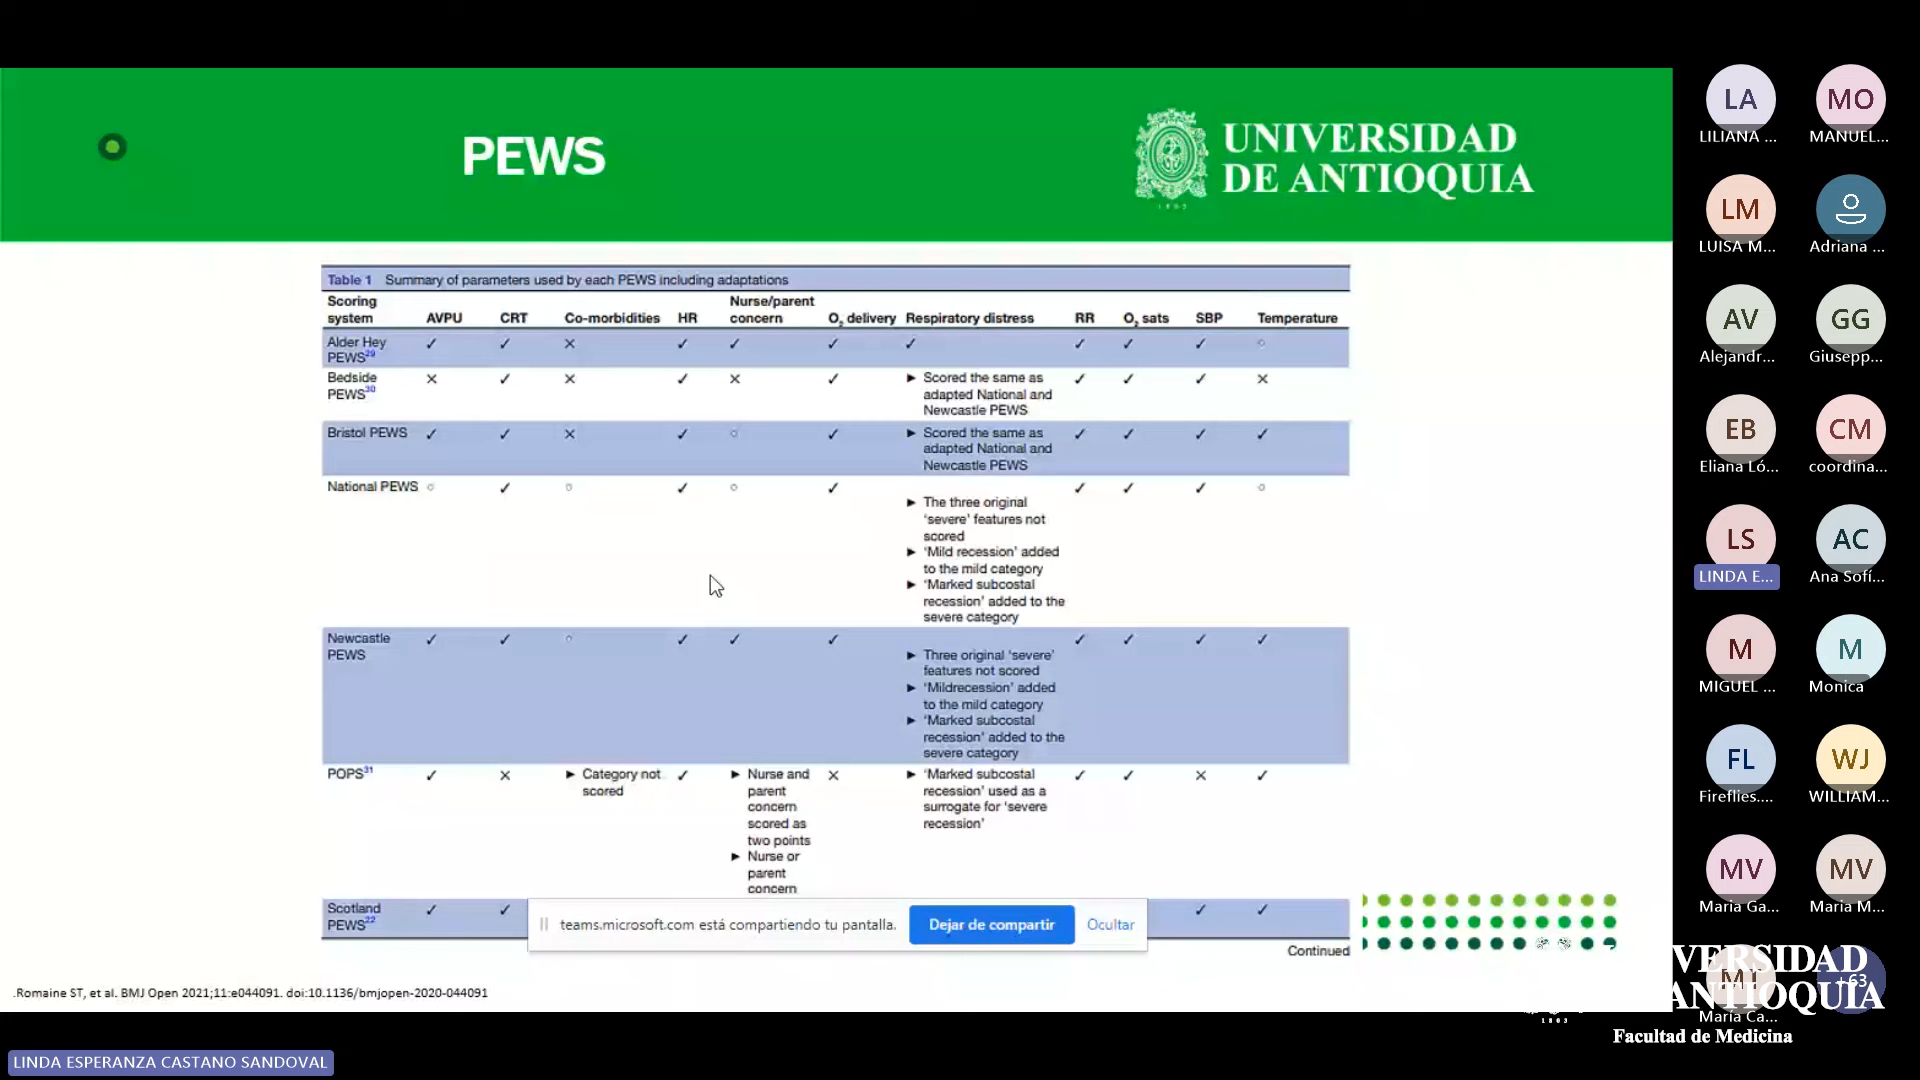 PEWS
UNIVERSIDAD
DE ANTIOQUIA
1803
Table 1 Summary of parameters used by each PEWS including adaptations
Scoring system AVPU CRT Co-morbidities HR Nurse/parent concern O₂ delivery Respiratory distress RR O₂ sats SBP Temperature
Alder Hey PEWS29 ✓ ✓ × ✓ ✓ ✓ ✓ ✓ ✓ ✓ ○
Bedside PEWS30 × ✓ × ✓ × ✓ ► Scored the same as adapted National and Newcastle PEWS ✓ ✓ ✓ ×
Bristol PEWS ✓ ✓ × ✓ ○ ✓ ► Scored the same as adapted National and Newcastle PEWS ✓ ✓ ✓ ✓
National PEWS ○ ✓ ○ ✓ ○ ✓ ✓ ✓ ✓ ○
► The three original
‘severe’ features not
scored
► ‘Mild recession’ added
to the mild category
► ‘Marked subcostal
recession’ added to the
severe category
Newcastle PEWS ✓ ✓ ○ ✓ ✓ ✓ ✓ ✓ ✓ ✓
► Three original ‘severe’
features not scored
► ‘Mildrecession’ added
to the mild category
► ‘Marked subcostal
recession’ added to the
severe category
POPS31 ✓ × ► Category not scored ✓ ► Nurse and parent concern scored as two points ► Nurse or parent concern × ► ‘Marked subcostal recession’ used as a surrogate for ‘severe recession’ ✓ ✓ × ✓
Scotland PEWS22 ✓ ✓ ✓ ✓
teams.microsoft.com está compartiendo tu pantalla.
Dejar de compartir
Ocultar
Continued
.Romaine ST, et al. BMJ Open 2021;11:e044091. doi:10.1136/bmjopen-2020-044091
LA MO
LILIANA ... MANUEL...
LM
LUISA M... Adriana ...
AV GG
Alejandr... Giusepp...
EB CM
Eliana Ló... coordina...
LS AC
LINDA E... Ana Sofí...
M M
MIGUEL ... Monica
FL WJ
Fireflies.... WILLIAM...
MV MV
Maria Ga... Maria M...
+63
María Ca...
VERSIDAD
ANTIOQUIA
1803
Facultad de Medicina
LINDA ESPERANZA CASTANO SANDOVAL